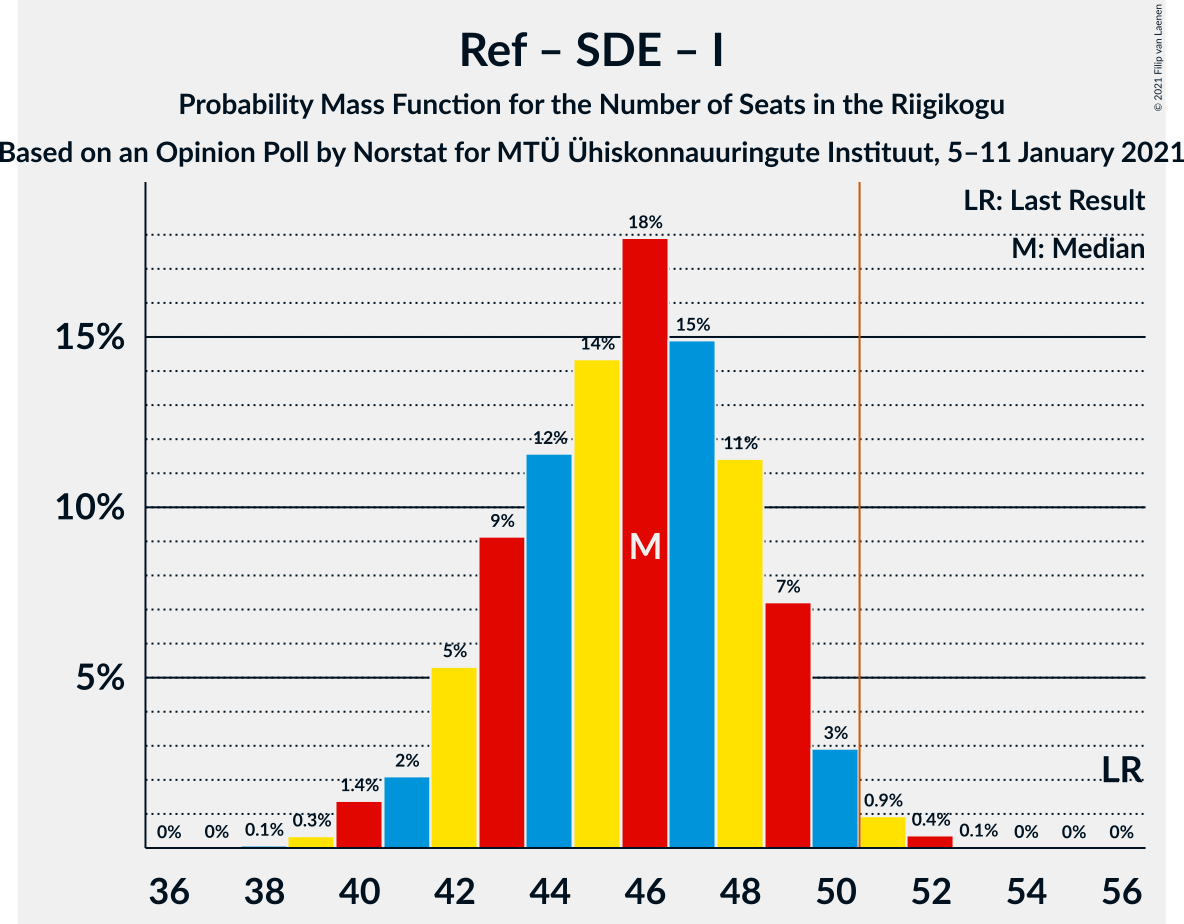 © 2021 Filip van Laenen
Ref – SDE – I
Probability Mass Function for the Number of Seats in the Riigikogu
Based on an Opinion Poll by Norstat for MTÜ Ühiskonnauuringute Instituut, 5–11 January 2021
LR: Last Result
M: Median
18%
15%
15%
14%
12%
11%
10%
9%
M
7%
5%
5%
3%
2%
LR
1.4%
0.9%
0% 0% 0.1% 0.3% 0.4% 0.1% 0% 0% 0%
36 38 40 42 44 46 48 50 52 54 56